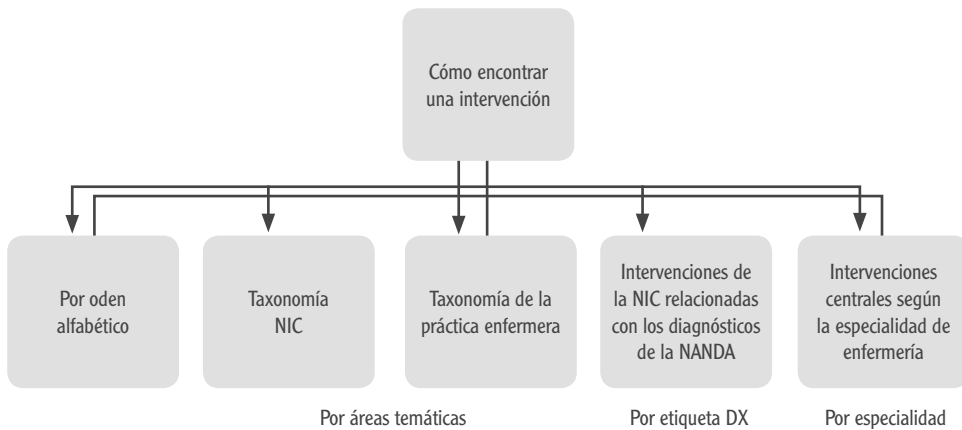 Cómo encontrar
una intervención
Por oden
alfabético
Taxonomía
NIC
Taxonomía de la
práctica enfermera
Intervenciones de
la NIC relacionadas
con los diagnósticos
de la NANDA
Intervenciones
centrales según
la especialidad de
enfermería
Por áreas temáticas
Por etiqueta DX
Por especialidad